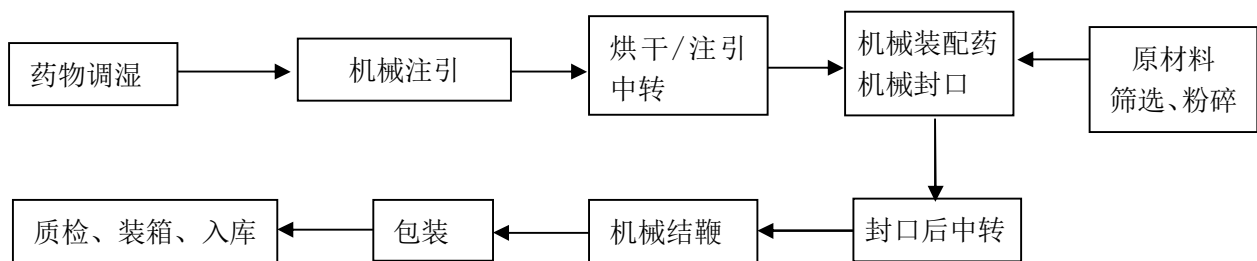 药物调湿
机械注引
烘干/注引
中转
机械装配药
机械封口
原材料
筛选、粉碎
质检、装箱、入库
包装
机械结鞭
封口后中转